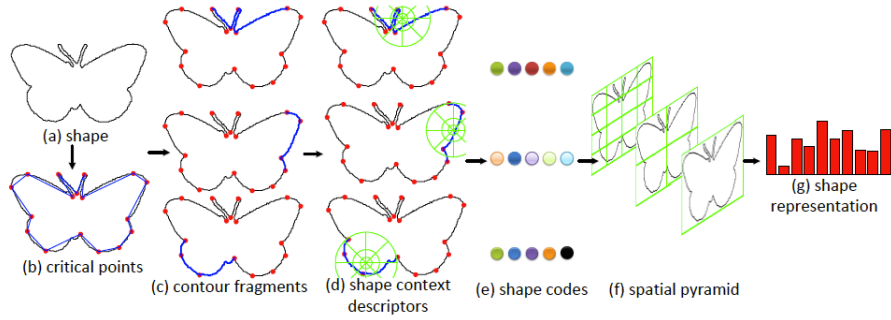 (a) shape
(b) critical points
(c) contour fragments
(d) shape context
descriptors
(e) shape codes
(f) spatial pyramid
(g) shape
representation